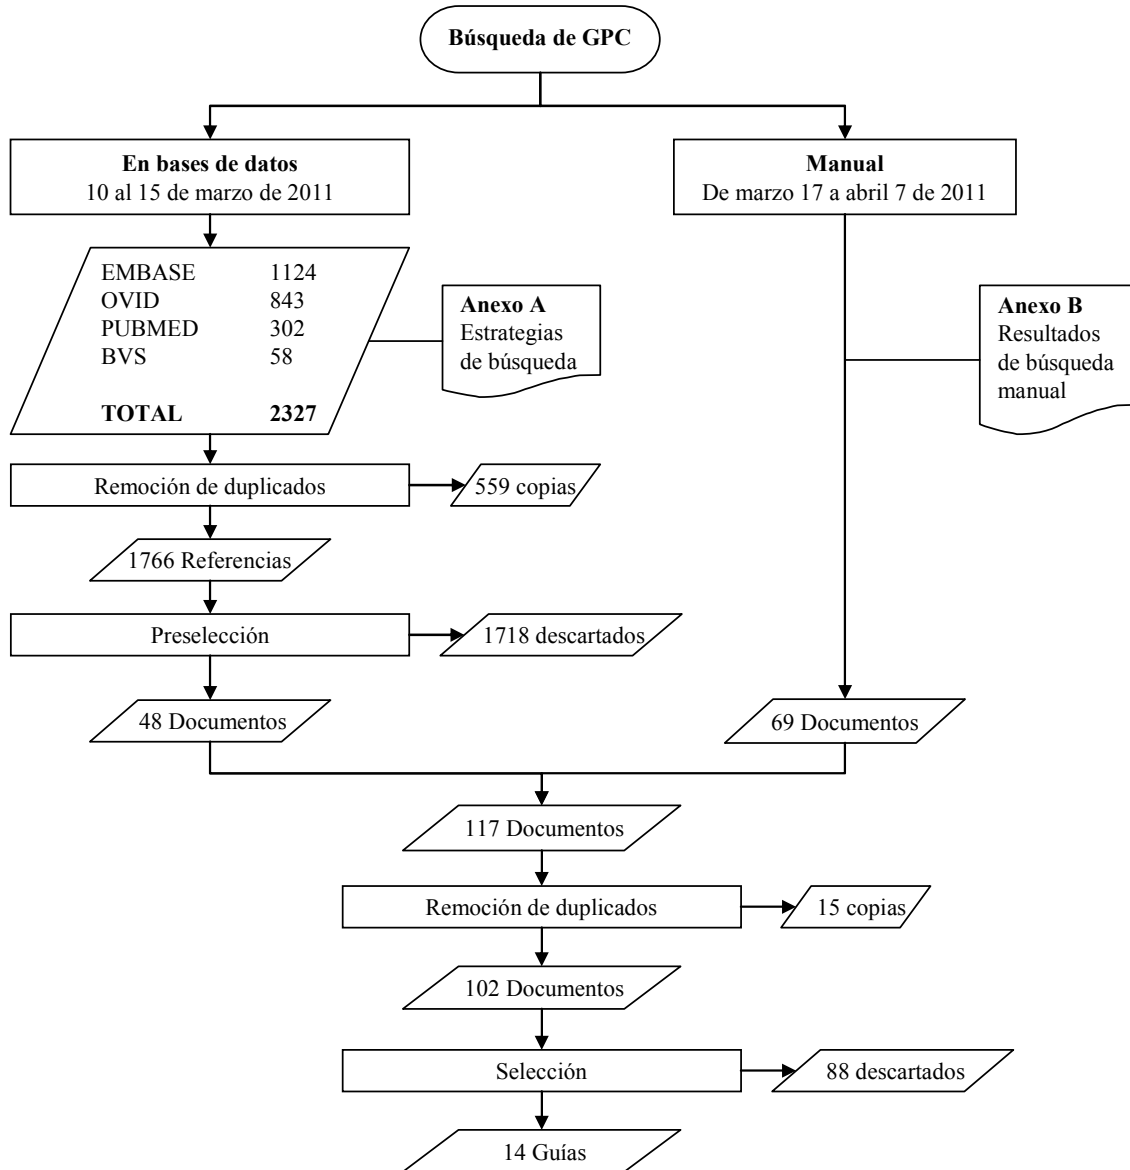 Búsqueda de GPC
En bases de datos
10 al 15 de marzo de 2011
Manual
De marzo 17 a abril 7 de 2011
EMBASE 1124
OVID 843
PUBMED 302
BVS 58
TOTAL 2327
Anexo A
Estrategias
de búsqueda
Anexo B
Resultados
de búsqueda
manual
Remoción de duplicados
559 copias
1766 Referencias
Preselección
1718 descartados
48 Documentos
69 Documentos
117 Documentos
Remoción de duplicados
15 copias
102 Documentos
Selección
88 descartados
14 Guías